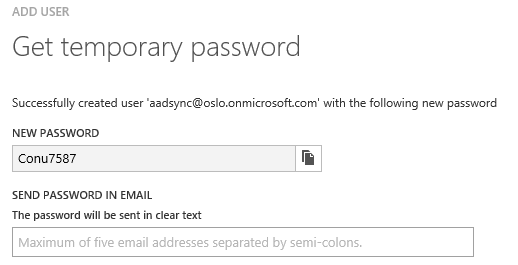 ADD USER
Get temporary password
Successfully created user 'aadsync@oslo.onmicrosoft.com' with the following new password
NEW PASSWORD
Conu7587
SEND PASSWORD IN EMAIL
The password will be sent in clear text
Maximum of five email addresses separated by semi-colons.